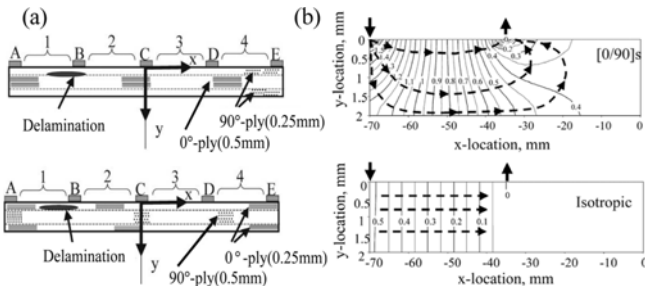 (a)
1 2 3 4
A B C D E
x
Delamination
90°-ply(0.25mm)
0°-ply(0.5mm)
y
1 2 3 4
A B C D E
x
Delamination
0°-ply(0.25mm)
90°-ply(0.5mm)
y
(b)
y-location, mm
0
0.5
1
1.5
2
[0/90]s
1.1 1 0.9 0.8 0.7 0.6 0.5
0.4
0.4
-70 -60 -50 -40 -30 -20 -10 0
x-location, mm
y-location, mm
0
0.5
1
1.5
2
0
Isotropic
0.5 0.4 0.3 0.2 0.1
-70 -60 -50 -40 -30 -20 -10 0
x-location, mm